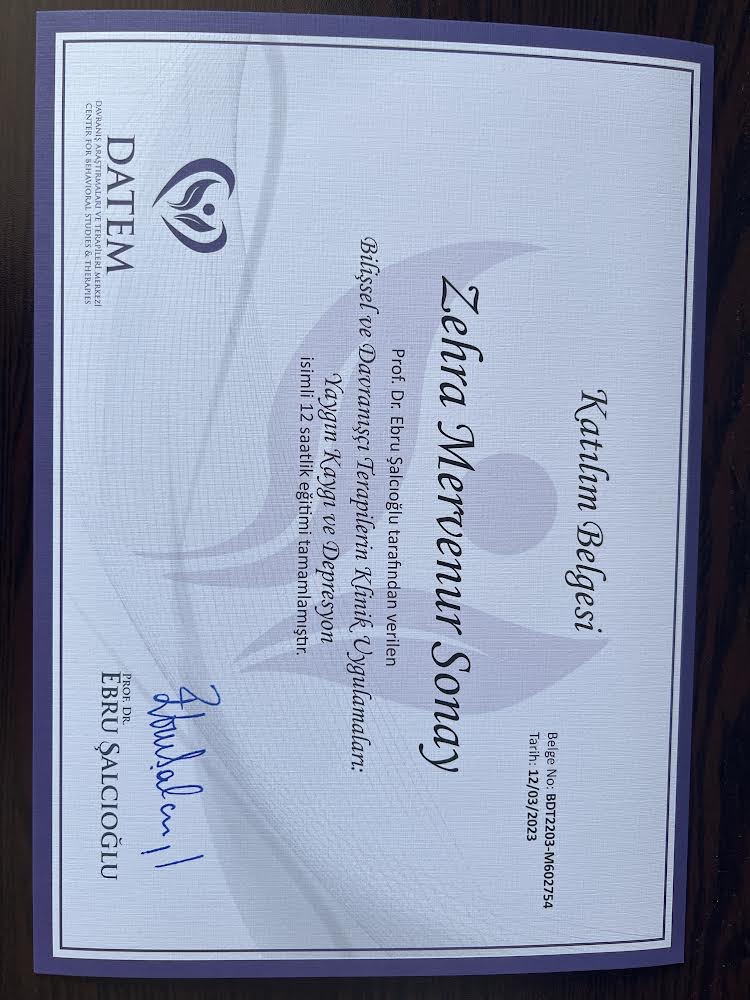 Belge No: BDT2203-M602754
Tarih: 12/03/2023
Katılım Belgesi
Zehra Mervenur Sonay
Prof. Dr. Ebru Şalcıoğlu tarafından verilen
Bilişsel ve Davranışçı Terapilerin Klinik Uygulamaları:
Yaygın Kaygı ve Depresyon
isimli 12 saatlik eğitimi tamamlamıştır.
DATEM
DAVRANIŞ ARAŞTIRMALARI VE TERAPİLERİ MERKEZİ
CENTER FOR BEHAVIORAL STUDIES & THERAPIES
PROF. DR.
EBRU ŞALCIOĞLU